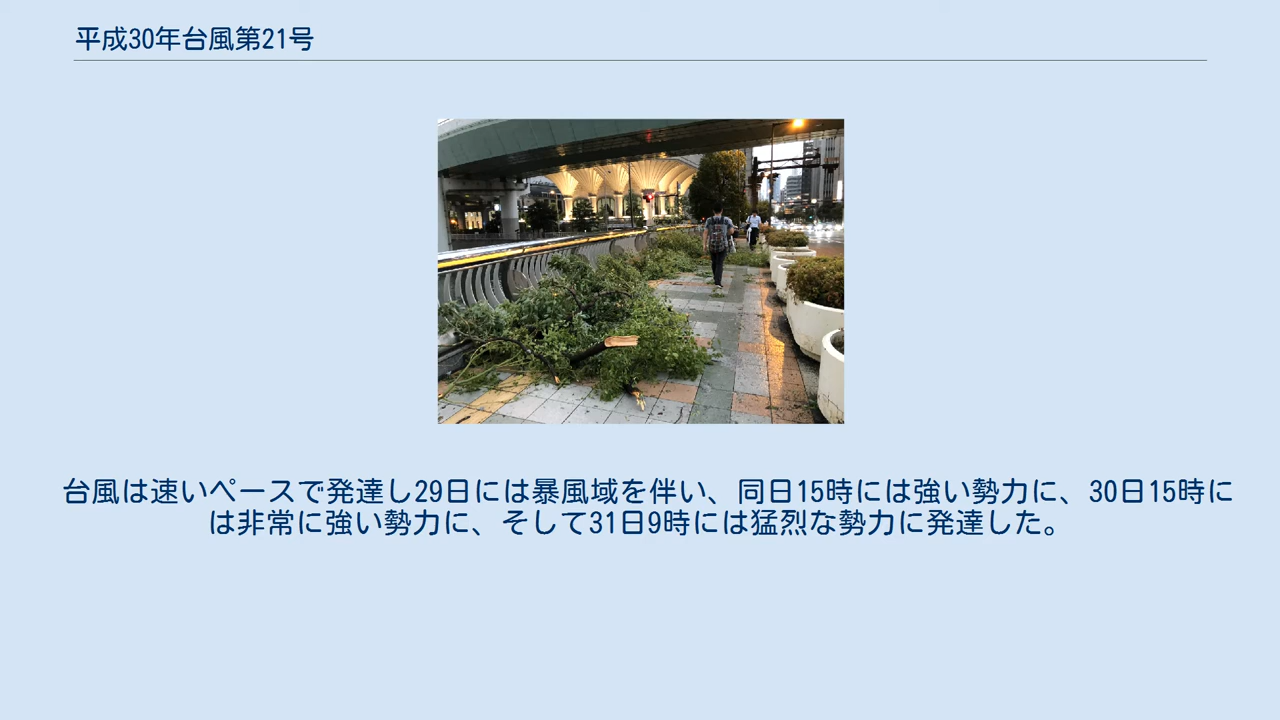 平成30年台風第21号
台風は速いペースで発達し29日には暴風域を伴い、同日15時には強い勢力に、30日15時に
は非常に強い勢力に、そして31日9時には猛烈な勢力に発達した。